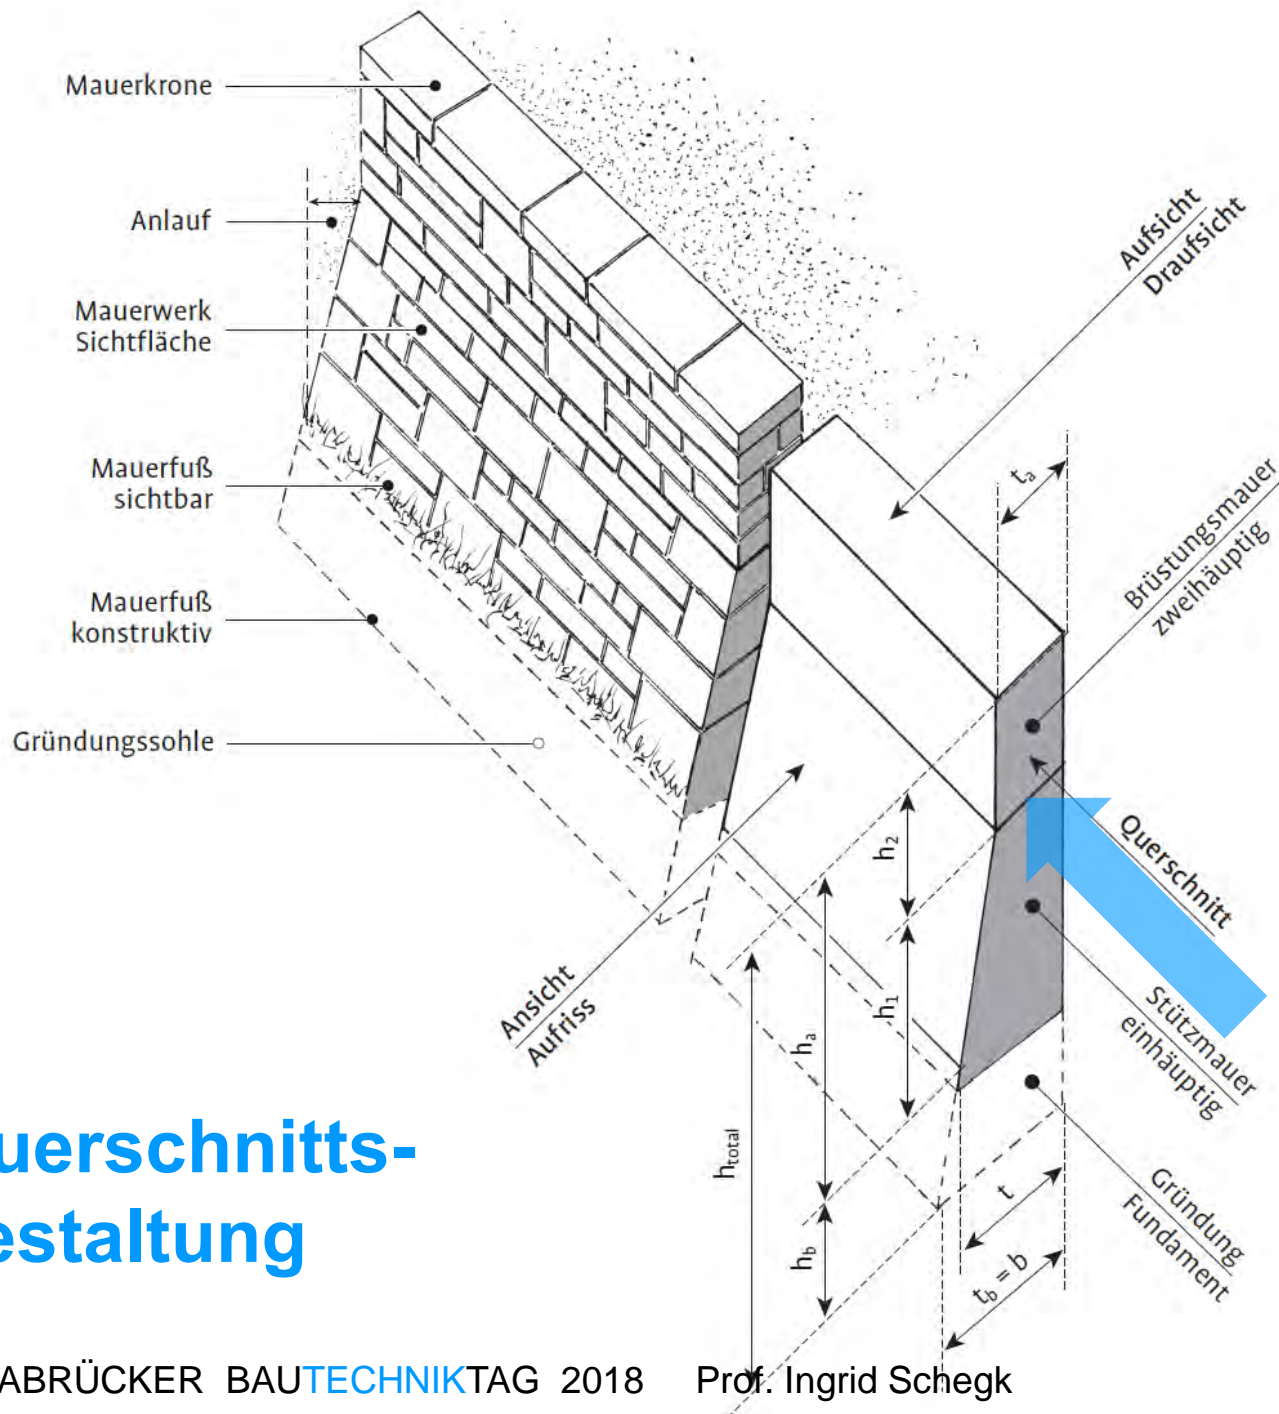 Mauerkrone
Anlauf
Mauerwerk
Sichtfläche
Mauerfuß
sichtbar
Mauerfuß
konstruktiv
Gründungssohle
Aufsicht
Draufsicht
tₐ
Brüstungsmauer
zweihäuptig
Querschnitt
Stützmauer
einhäuptig
Gründung
Fundament
Ansicht
Aufriss
h₂
h₁
hₐ
h_total
h_b
t
t_b = b
uerschnitts-
estaltung
ABRÜCKER BAUTECHNIKTAG 2018 Prof. Ingrid Schegk